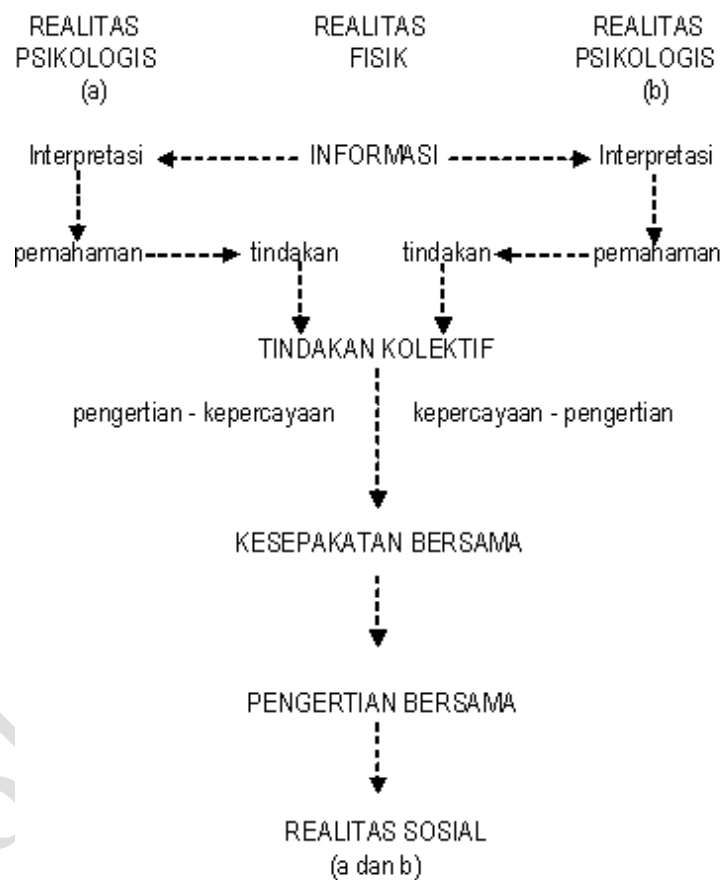 REALITAS PSIKOLOGIS (a)
REALITAS FISIK
REALITAS PSIKOLOGIS (b)
Interpretasi INFORMASI Interpretasi
pemahaman tindakan tindakan pemahaman
TINDAKAN KOLEKTIF
pengertian - kepercayaan kepercayaan - pengertian
KESEPAKATAN BERSAMA
PENGERTIAN BERSAMA
REALITAS SOSIAL
(a dan b)